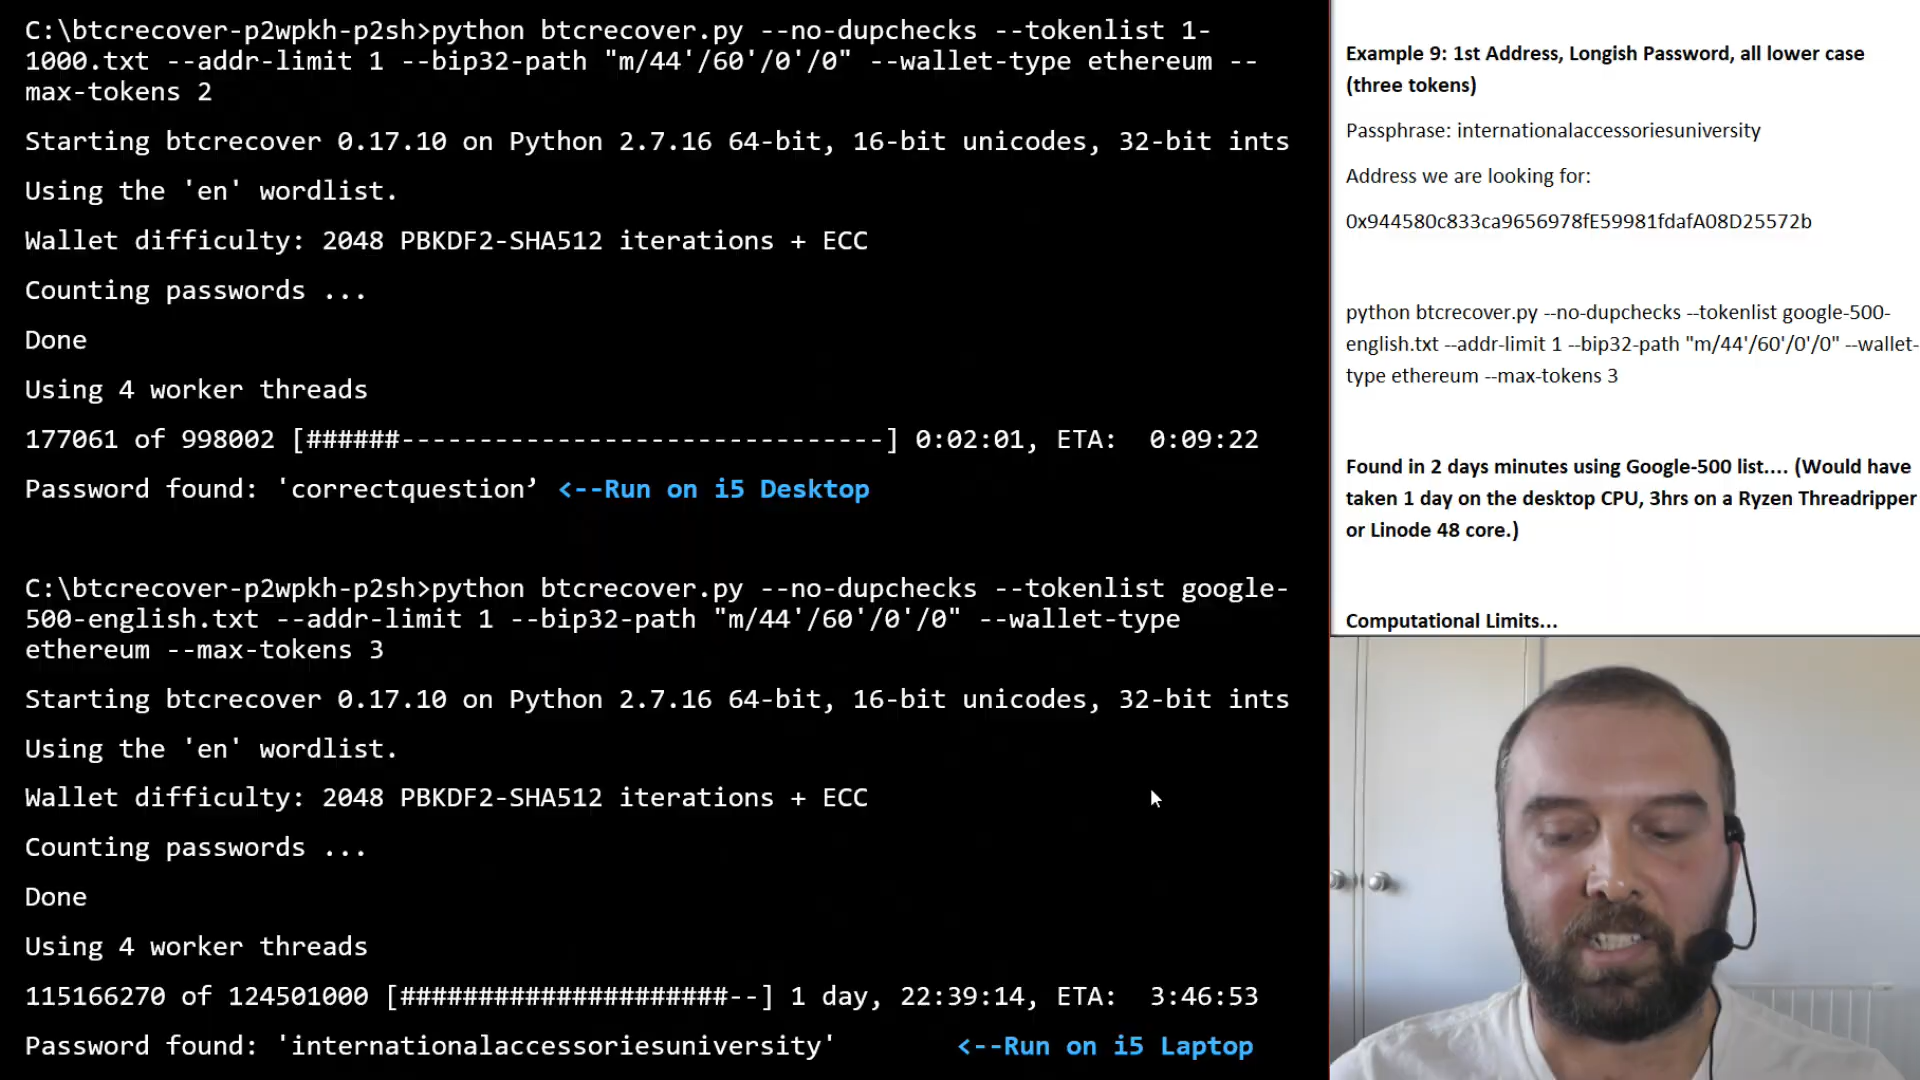 C:\btcrecover-p2wpkh-p2sh>python btcrecover.py --no-dupchecks --tokenlist 1-
1000.txt --addr-limit 1 --bip32-path "m/44'/60'/0'/0" --wallet-type ethereum --
max-tokens 2
Starting btcrecover 0.17.10 on Python 2.7.16 64-bit, 16-bit unicodes, 32-bit ints
Using the 'en' wordlist.
Wallet difficulty: 2048 PBKDF2-SHA512 iterations + ECC
Counting passwords ...
Done
Using 4 worker threads
177061 of 998002 [######-------------------------------] 0:02:01, ETA:  0:09:22
Password found: 'correctquestion’ <--Run on i5 Desktop
C:\btcrecover-p2wpkh-p2sh>python btcrecover.py --no-dupchecks --tokenlist google-
500-english.txt --addr-limit 1 --bip32-path "m/44'/60'/0'/0" --wallet-type
ethereum --max-tokens 3
Starting btcrecover 0.17.10 on Python 2.7.16 64-bit, 16-bit unicodes, 32-bit ints
Using the 'en' wordlist.
Wallet difficulty: 2048 PBKDF2-SHA512 iterations + ECC
Counting passwords ...
Done
Using 4 worker threads
115166270 of 124501000 [#####################--] 1 day, 22:39:14, ETA:  3:46:53
Password found: 'internationalaccessoriesuniversity' <--Run on i5 Laptop
Example 9: 1st Address, Longish Password, all lower case
(three tokens)
Passphrase: internationalaccessoriesuniversity
Address we are looking for:
0x944580c833ca9656978fE59981fdafA08D25572b
python btcrecover.py --no-dupchecks --tokenlist google-500-
english.txt --addr-limit 1 --bip32-path "m/44'/60'/0'/0" --wallet-
type ethereum --max-tokens 3
Found in 2 days minutes using Google-500 list.... (Would have
taken 1 day on the desktop CPU, 3hrs on a Ryzen Threadripper
or Linode 48 core.)
Computational Limits...